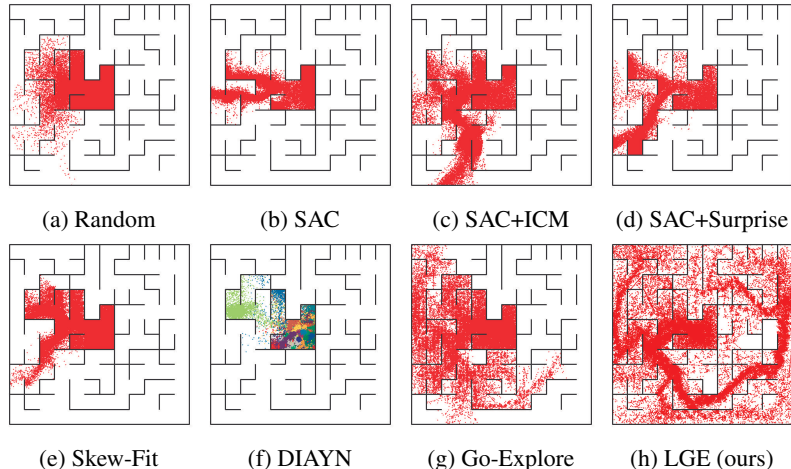 (a) Random (b) SAC (c) SAC+ICM (d) SAC+Surprise
(e) Skew-Fit (f) DIAYN (g) Go-Explore (h) LGE (ours)